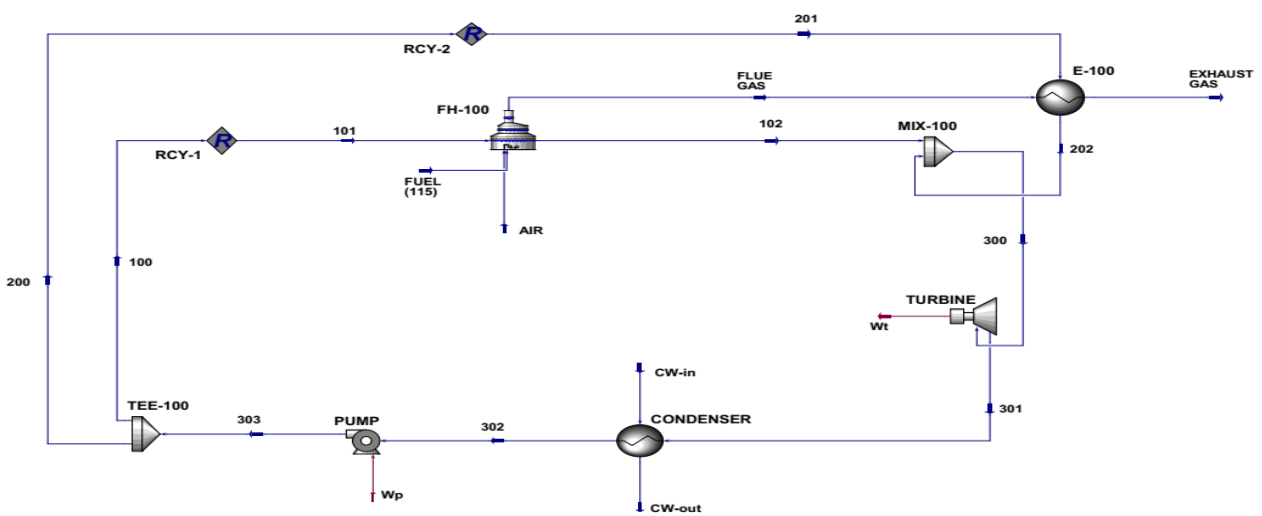 201
RCY-2
E-100
FLUE
GAS
EXHAUST
GAS
FH-100
101
102
MIX-100
RCY-1
202
FUEL
(115)
AIR
300
100
200
TURBINE
Wt
CW-in
301
TEE-100
303
PUMP
302
CONDENSER
Wp
CW-out
R
R